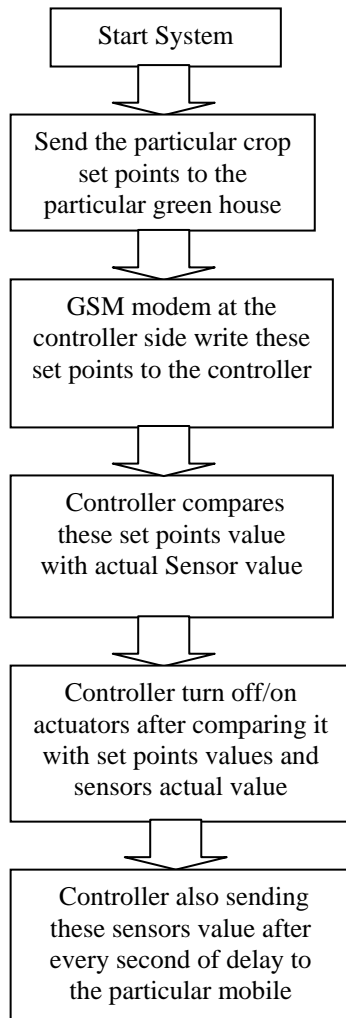 Start System
Send the particular crop
set points to the
particular green house
GSM modem at the
controller side write these
set points to the controller
Controller compares
these set points value
with actual Sensor value
Controller turn off/on
actuators after comparing it
with set points values and
sensors actual value
Controller also sending
these sensors value after
every second of delay to
the particular mobile